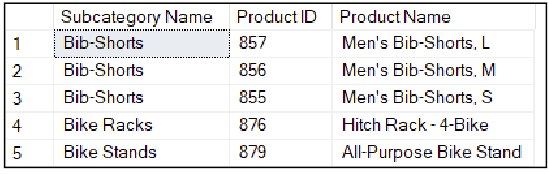 Subcategory Name Product ID Product Name
1 Bib-Shorts 857 Men's Bib-Shorts, L
2 Bib-Shorts 856 Men's Bib-Shorts, M
3 Bib-Shorts 855 Men's Bib-Shorts, S
4 Bike Racks 876 Hitch Rack - 4-Bike
5 Bike Stands 879 All-Purpose Bike Stand